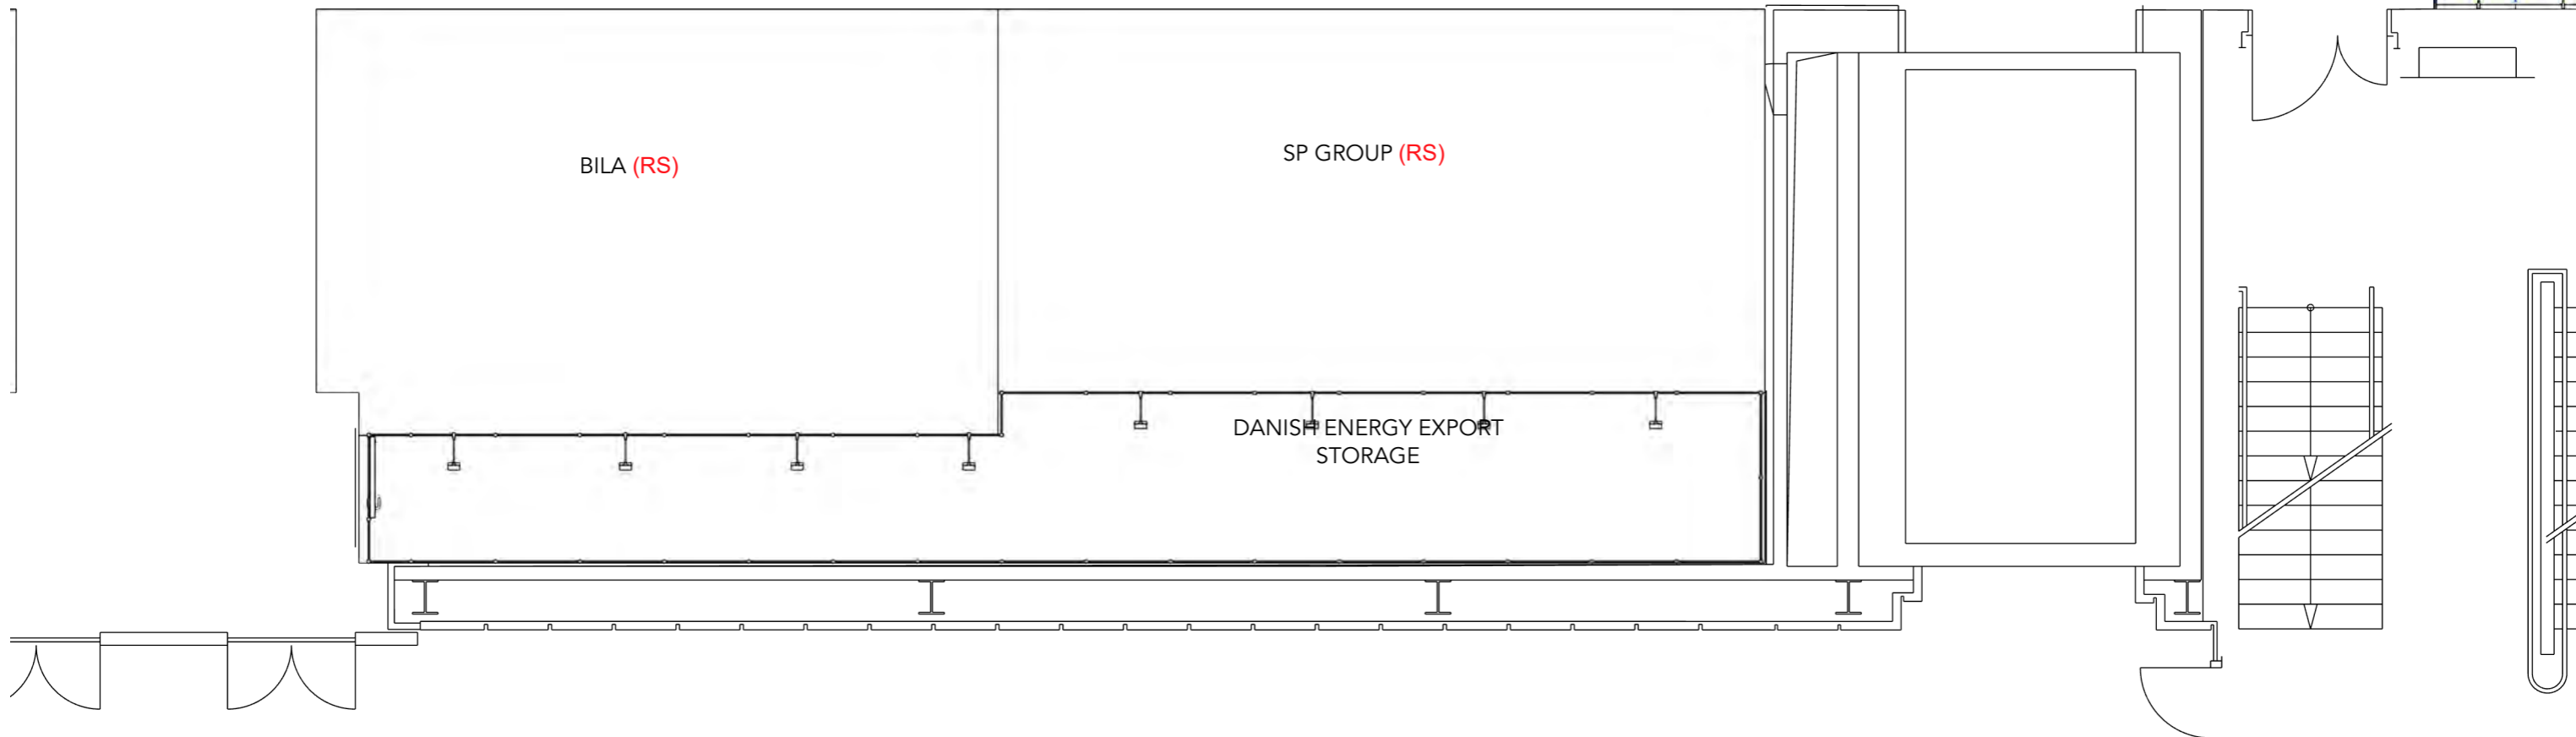 BILA (RS)
SP GROUP (RS)
DANISH ENERGY EXPORT
STORAGE